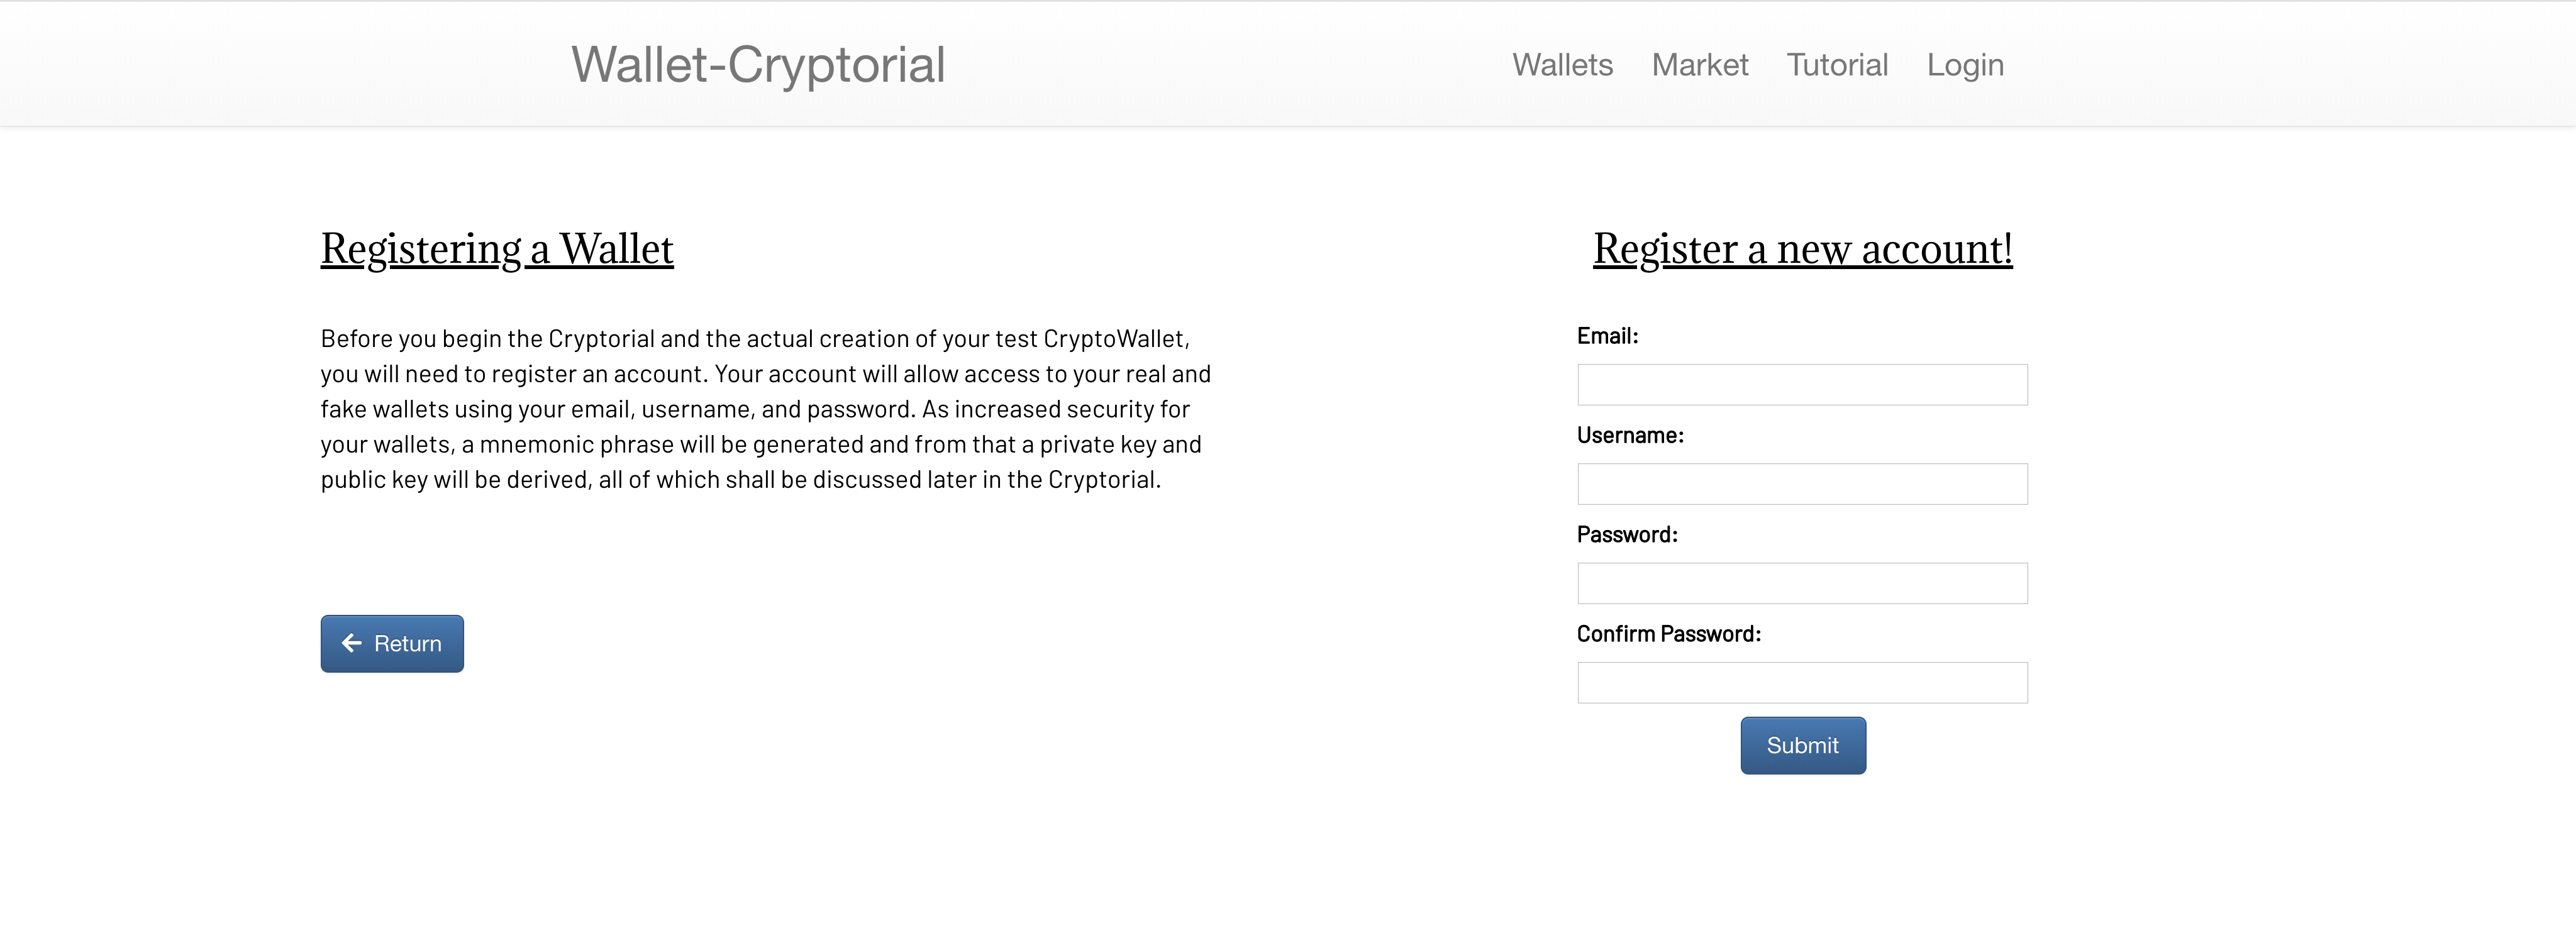 Wallet-Cryptorial
Wallets Market Tutorial Login
Registering a Wallet
Before you begin the Cryptorial and the actual creation of your test CryptoWallet,
you will need to register an account. Your account will allow access to your real and
fake wallets using your email, username, and password. As increased security for
your wallets, a mnemonic phrase will be generated and from that a private key and
public key will be derived, all of which shall be discussed later in the Cryptorial.
Return
Register a new account!
Email:
Username:
Password:
Confirm Password:
Submit